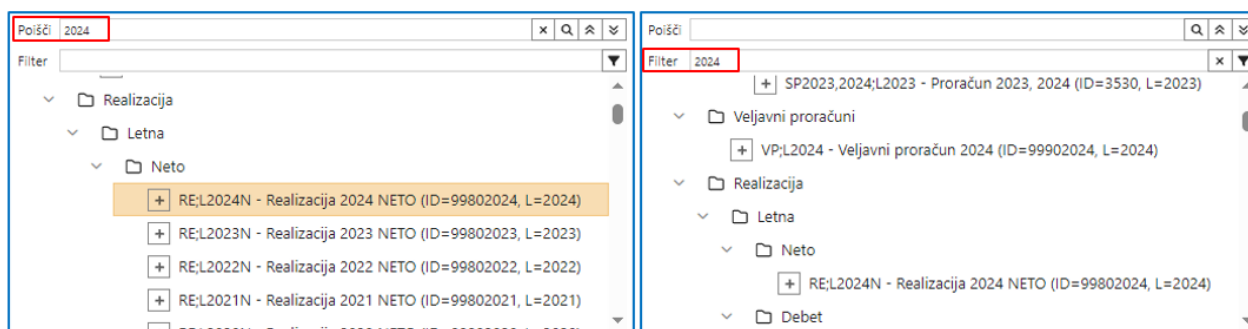 Poišči 2024
Filter
Realizacija
Letna
Neto
RE;L2024N - Realizacija 2024 NETO (ID=99802024, L=2024)
RE;L2023N - Realizacija 2023 NETO (ID=99802023, L=2023)
RE;L2022N - Realizacija 2022 NETO (ID=99802022, L=2022)
RE;L2021N - Realizacija 2021 NETO (ID=99802021, L=2021)
Poišči
Filter 2024
SP2023,2024;L2023 - Proračun 2023, 2024 (ID=3530, L=2023)
Veljavni proračuni
VP;L2024 - Veljavni proračun 2024 (ID=99902024, L=2024)
Realizacija
Letna
Neto
RE;L2024N - Realizacija 2024 NETO (ID=99802024, L=2024)
Debet